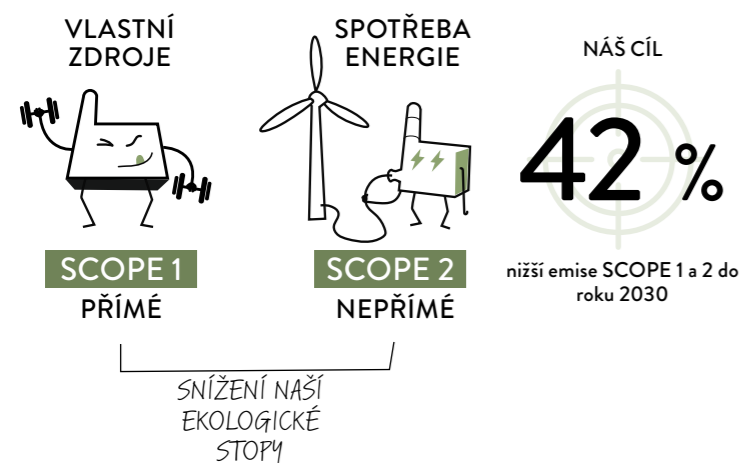 VLASTNÍ
ZDROJE
SCOPE 1
PŘÍMÉ
SPOTŘEBA
ENERGIE
SCOPE 2
NEPŘÍMÉ
SNÍŽENÍ NAŠÍ
EKOLOGICKÉ
STOPY
NÁŠ CÍL
42 %
nižší emise SCOPE 1 a 2 do
roku 2030